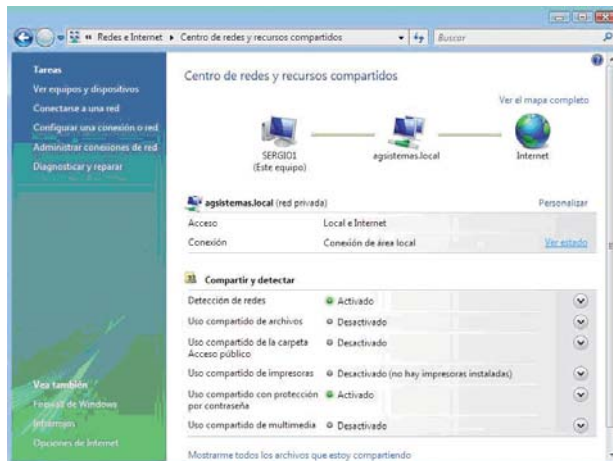 Redes e Internet
Centro de redes y recursos compartidos
Buscar
Tareas
Ver equipos y dispositivos
Conectarse a una red
Configurar una conexión o red
Administrar conexiones de red
Diagnosticar y reparar
Centro de redes y recursos compartidos
Ver el mapa completo
SERGIO1
(Este equipo)
agsistemas.local
Internet
agsistemas.local (red privada)
Personalizar
Acceso
Local e Internet
Conexión
Conexión de área local
Ver estado
Compartir y detectar
Detección de redes
Activado
Uso compartido de archivos
Desactivado
Uso compartido de la carpeta
Acceso público
Desactivado
Uso compartido de impresoras
Desactivado (no hay impresoras instaladas)
Uso compartido con protección
por contraseña
Activado
Uso compartido de multimedia
Desactivado
Mostrarme todos los archivos que estoy compartiendo
Vea también
Firewall de Windows
Infrarrojos
Opciones de Internet